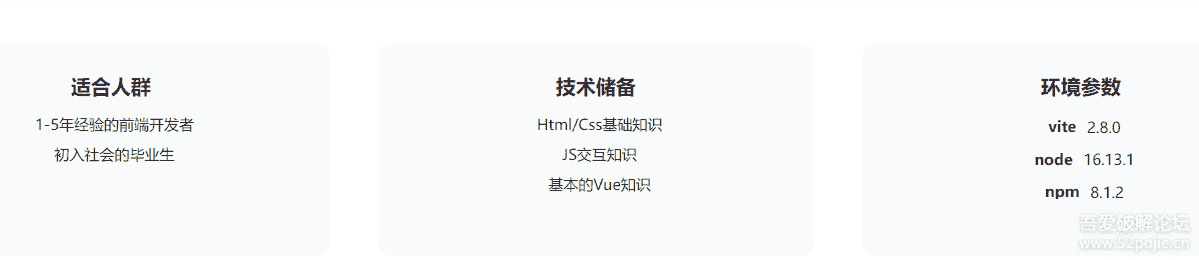 适合人群
1-5年经验的前端开发者
初入社会的毕业生
技术储备
Html/Css基础知识
JS交互知识
基本的Vue知识
环境参数
vite 2.8.0
node 16.13.1
npm 8.1.2
吾爱破解论坛
www.52pojie.cn